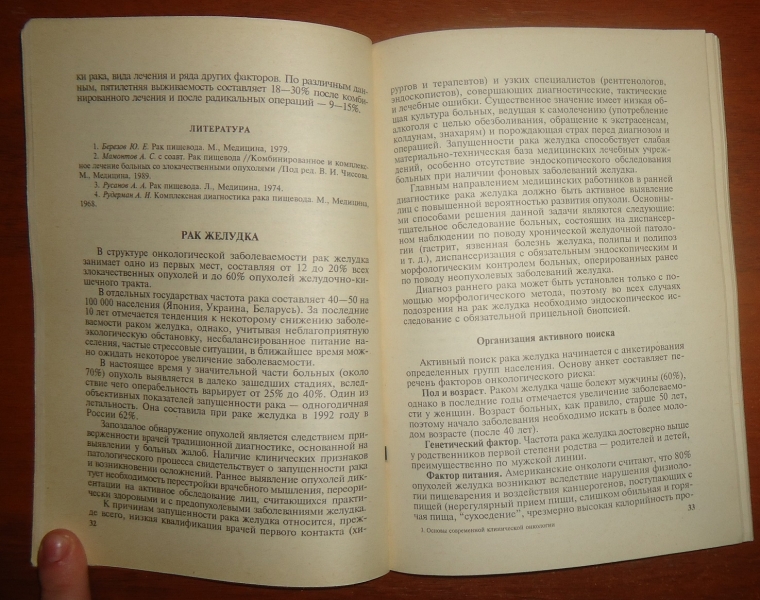 ки рака, вида лечения и ряда других факторов. По различным дан-
ным, пятилетняя выживаемость составляет 18—30% после комби-
нированного лечения и после радикальных операций — 9—15%.
ЛИТЕРАТУРА
1. Березов Ю. Е. Рак пищевода. М., Медицина, 1979.
2. Мамонтов А. С. с соавт. Рак пищевода //Комбинированное и комплекс-
ное лечение больных со злокачественными опухолями /Под ред. В. И. Чиссова.
М., Медицина, 1989.
3. Русанов А. А. Рак пищевода. Л., Медицина, 1974.
4. Рудерман А. И. Комплексная диагностика рака пищевода. М., Медицина,
1968.
РАК ЖЕЛУДКА
В структуре онкологической заболеваемости рак желудка
занимает одно из первых мест, составляя от 12 до 20% всех
злокачественных опухолей и до 60% опухолей желудочно-ки-
шечного тракта.
В отдельных государствах частота рака составляет 40—50 на
100 000 населения (Япония, Украина, Беларусь). За последние
10 лет отмечается тенденция к некоторому снижению заболе-
ваемости раком желудка, однако, учитывая неблагоприятную
экологическую обстановку, несбалансированное питание на-
селения, частые стрессовые ситуации, в ближайшее время мож-
но ожидать некоторое увеличение заболеваемости.
В настоящее время у значительной части больных (около
70%) опухоль выявляется в далеко зашедших стадиях, вслед-
ствие чего операбельность варьирует от 25% до 40%. Один из
объективных показателей запущенности рака — одногодичная
летальность. Она составила при раке желудка в 1992 году в
России 62%.
Запоздалое обнаружение опухолей является следствием при-
верженности врачей традиционной диагностике, основанной на
выявлении у больных жалоб. Наличие клинических признаков
патологического процесса свидетельствует о запущенности рака
и возникновении осложнений. Раннее выявление опухолей дик-
тует необходимость перестройки врачебного мышления, переори-
ентации на активное обследование лиц, считающихся практи-
чески здоровыми и с предопухолевыми заболеваниями желудка.
К причинам запущенности рака желудка относится, преж-
де всего, низкая квалификация врачей первого контакта (хи-
32
рургов и терапевтов) и узких специалистов (рентгенологов,
эндоскопистов), совершающих диагностические, тактические
и лечебные ошибки. Существенное значение имеет низкая об-
щая культура больных, ведущая к самолечению (употребление
алкоголя с целью обезболивания, обращение к экстрасенсам,
колдунам, знахарям) и порождающая страх перед диагнозом и
операцией. Запущенности рака желудка способствует слабая
материально-техническая база медицинских лечебных учреж-
дений, особенно отсутствие эндоскопического обследования
больных при наличии фоновых заболеваний желудка.
Главным направлением медицинских работников в ранней
диагностике рака желудка должно быть активное выявление
лиц с повышенной вероятностью развития опухоли. Основны-
ми способами решения данной задачи являются следующие:
тщательное обследование больных, состоящих на диспансер-
ном наблюдении по поводу хронической желудочной патоло-
гии (гастрит, язвенная болезнь желудка, полипы и полипоз
и т. д.), диспансеризация с обязательным эндоскопическим и
морфологическим контролем больных, оперированных ранее
по поводу неопухолевых заболеваний желудка.
Диагноз раннего рака может быть установлен только с по-
мощью морфологического метода, поэтому во всех случаях
подозрения на рак желудка необходимо эндоскопическое ис-
следование с обязательной прицельной биопсией.
Организация активного поиска
Активный поиск рака желудка начинается с анкетирования
определенных групп населения. Основу анкет составляет пе-
речень факторов онкологического риска:
Пол и возраст. Раком желудка чаще болеют мужчины (60%),
однако в последние годы отмечается увеличение заболеваемо-
сти у женщин. Возраст больных, как правило, старше 50 лет,
поэтому начало заболевания необходимо искать в более моло-
дом возрасте (после 40 лет).
Генетический фактор. Частота рака желудка достоверно выше
у родственников первой степени родства — родителей и детей,
преимущественно по мужской линии.
Фактор питания. Американские онкологи считают, что 80%
опухолей желудка возникают вследствие нарушения физиоло-
гии пищеварения и воздействия канцерогенов, поступающих с
пищей (нерегулярный прием пищи, слишком обильная и горя-
чая пища, "сухоедение", чрезмерно высокая калорийность про-
33
3. Основы современной клинической онкологии